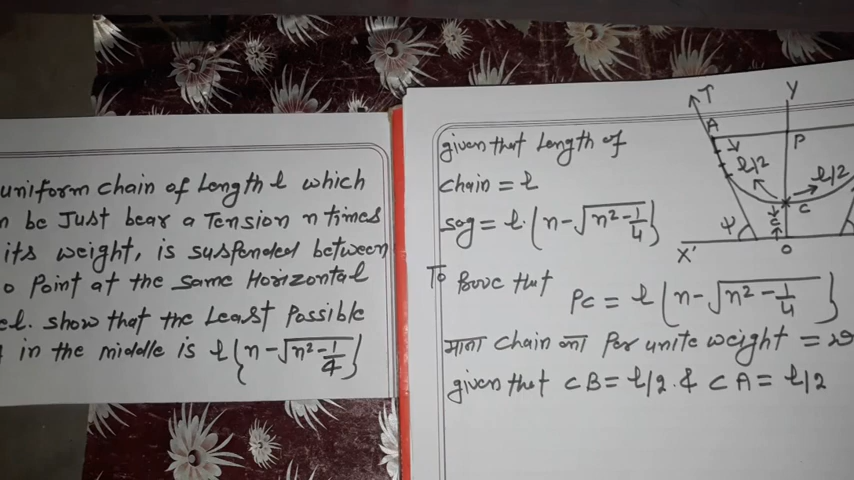 uniform chain of Length l which
n be Just bear a Tension n times
its weight, is suspended between
o Point at the same Horizontal
el. show that the Least Possible
in the middle is l{n-√n²-1/4}
given that Length of
chain = l
sag = l.{n-√n²-1/4}
To Prove that
PC = l{n-√n²-1/4}
माना Chain का Per unite weight =
given that CB = l/2 & CA = l/2
T
Y
A
P
l/2
l/2
C
c
ψ
X'
O